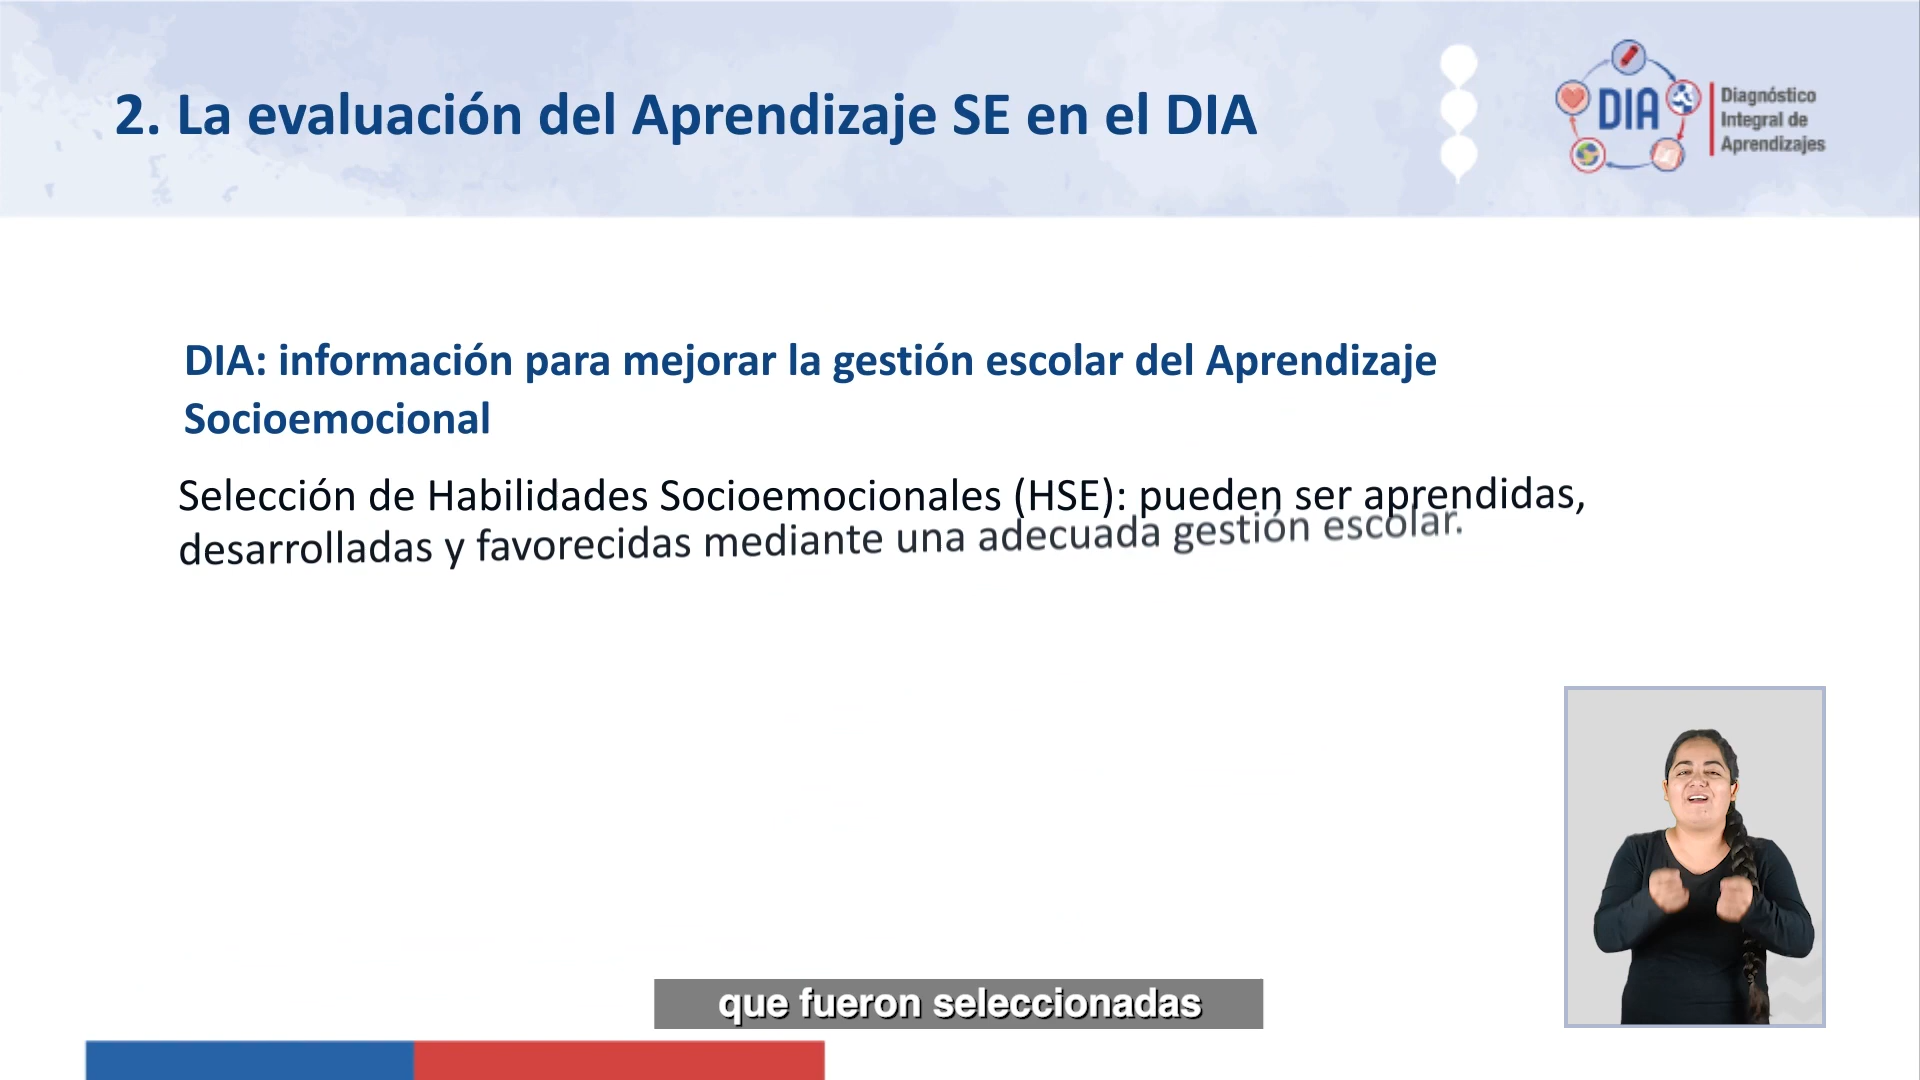 2. La evaluación del Aprendizaje SE en el DIA
DIA
Diagnóstico
Integral de
Aprendizajes
DIA: información para mejorar la gestión escolar del Aprendizaje
Socioemocional
Selección de Habilidades Socioemocionales (HSE): pueden ser aprendidas,
desarrolladas y favorecidas mediante una adecuada gestión escolar.
que fueron seleccionadas